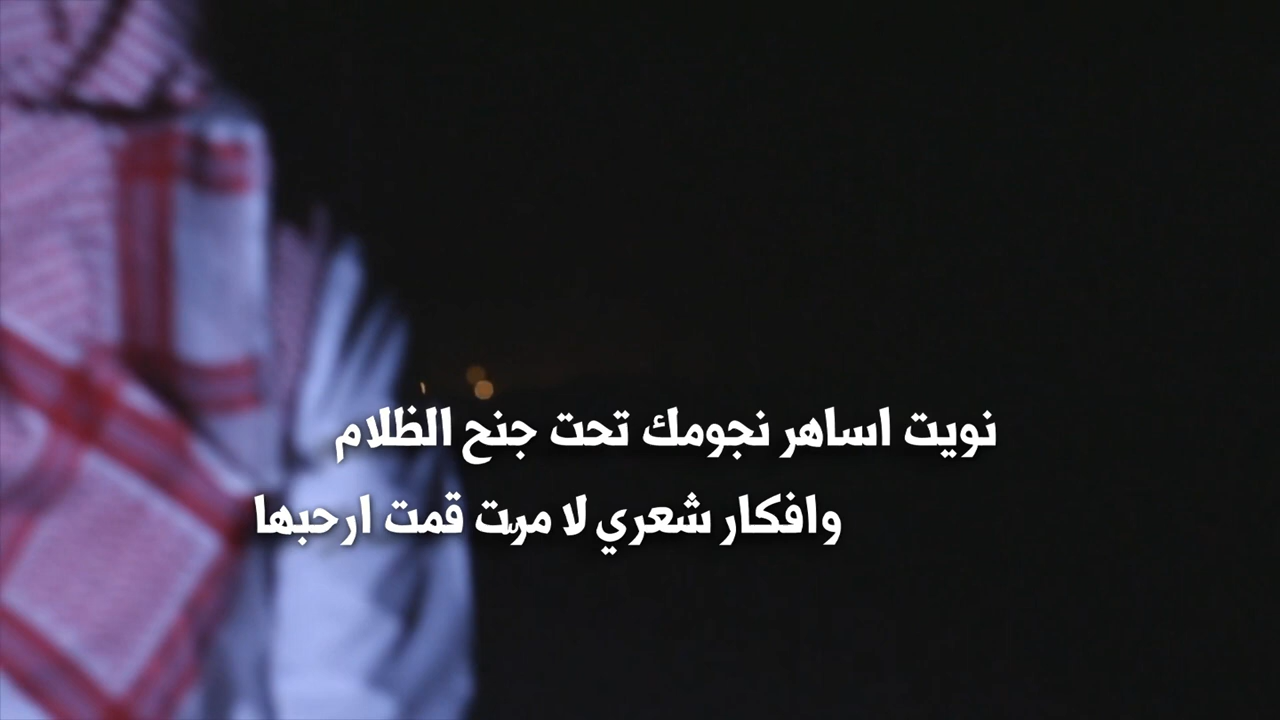 نويت اساهر نجومك تحت جنح الظلام
وافكار شعري لا مرت قمت ارحبها